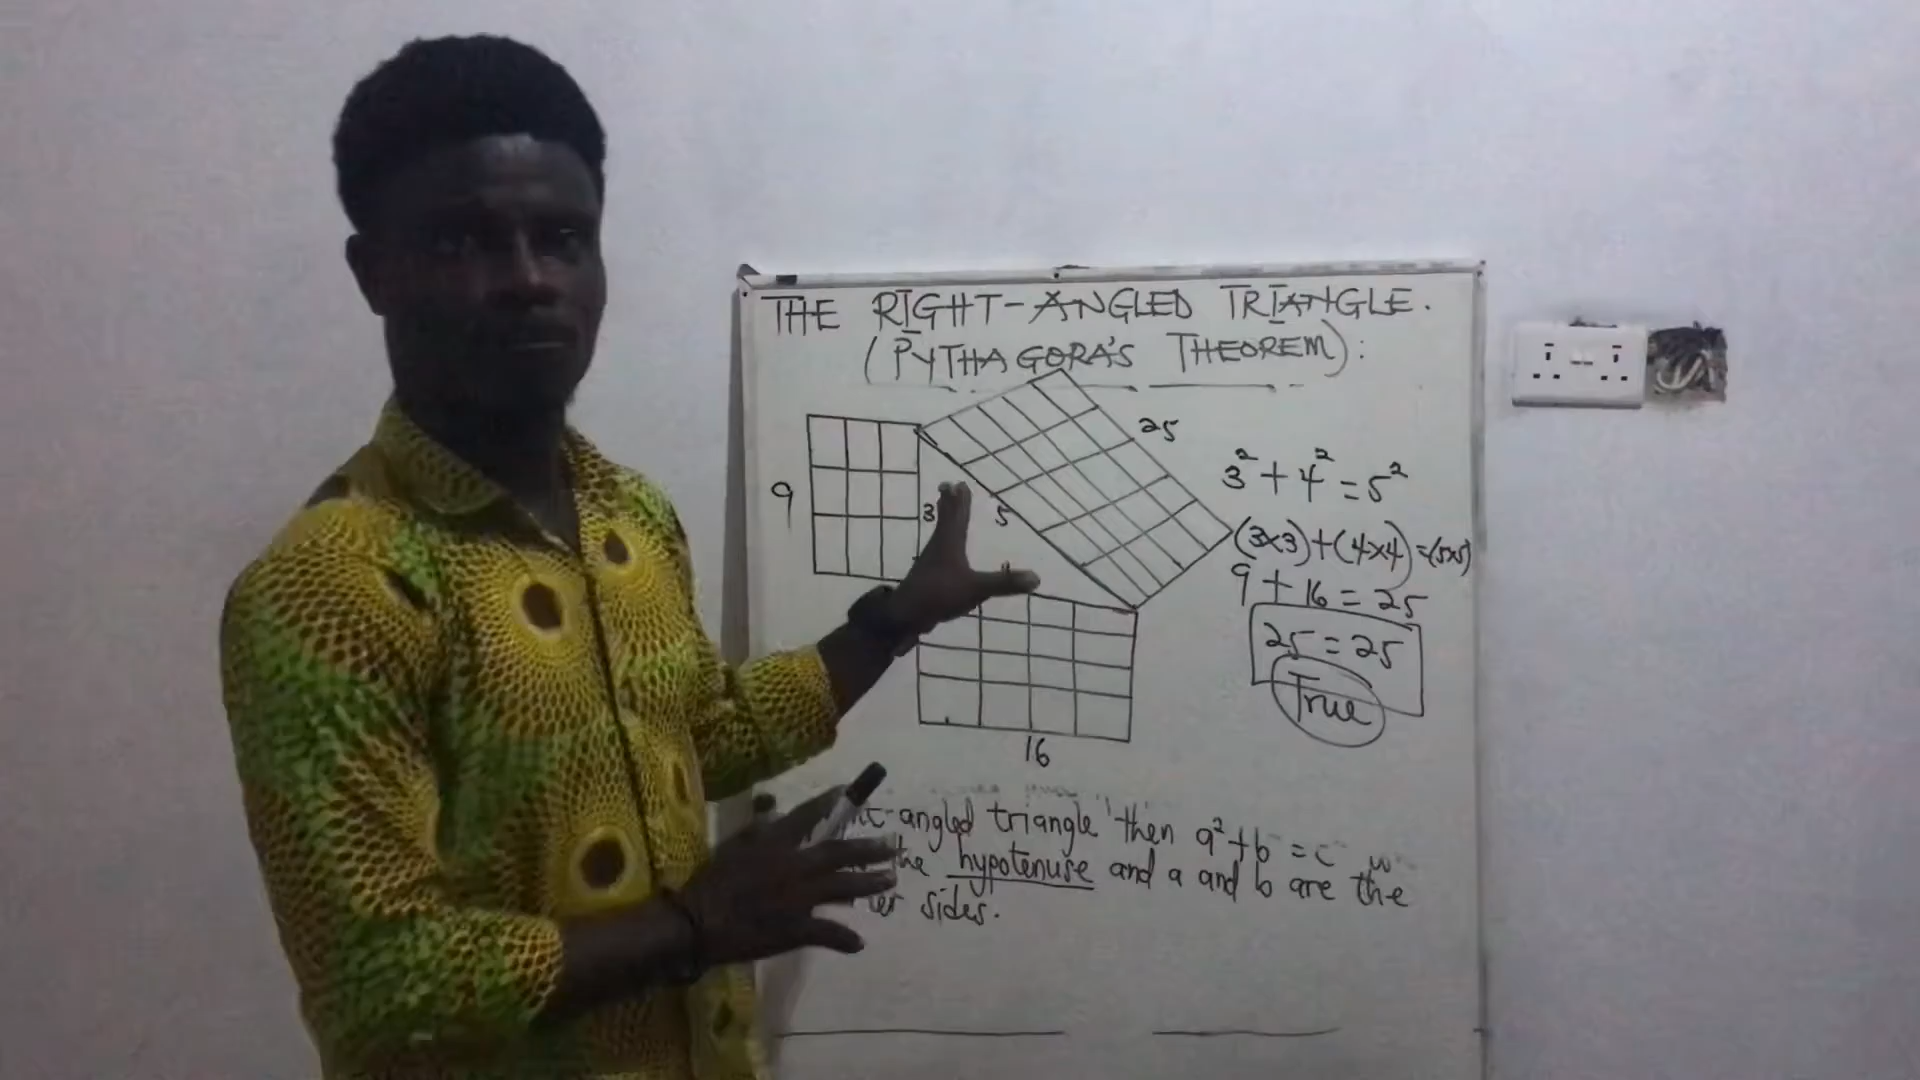 THE RIGHT-ANGLED TRIANGLE.
(PYTHAGORA'S THEOREM):
25
9
3
5
16
3² + 4² = 5²
(3×3)+(4×4)=(5×5)
9 + 16 = 25
25 = 25
True
-angled triangle then a²+b = c
the hypotenuse and a and b are the
sides.